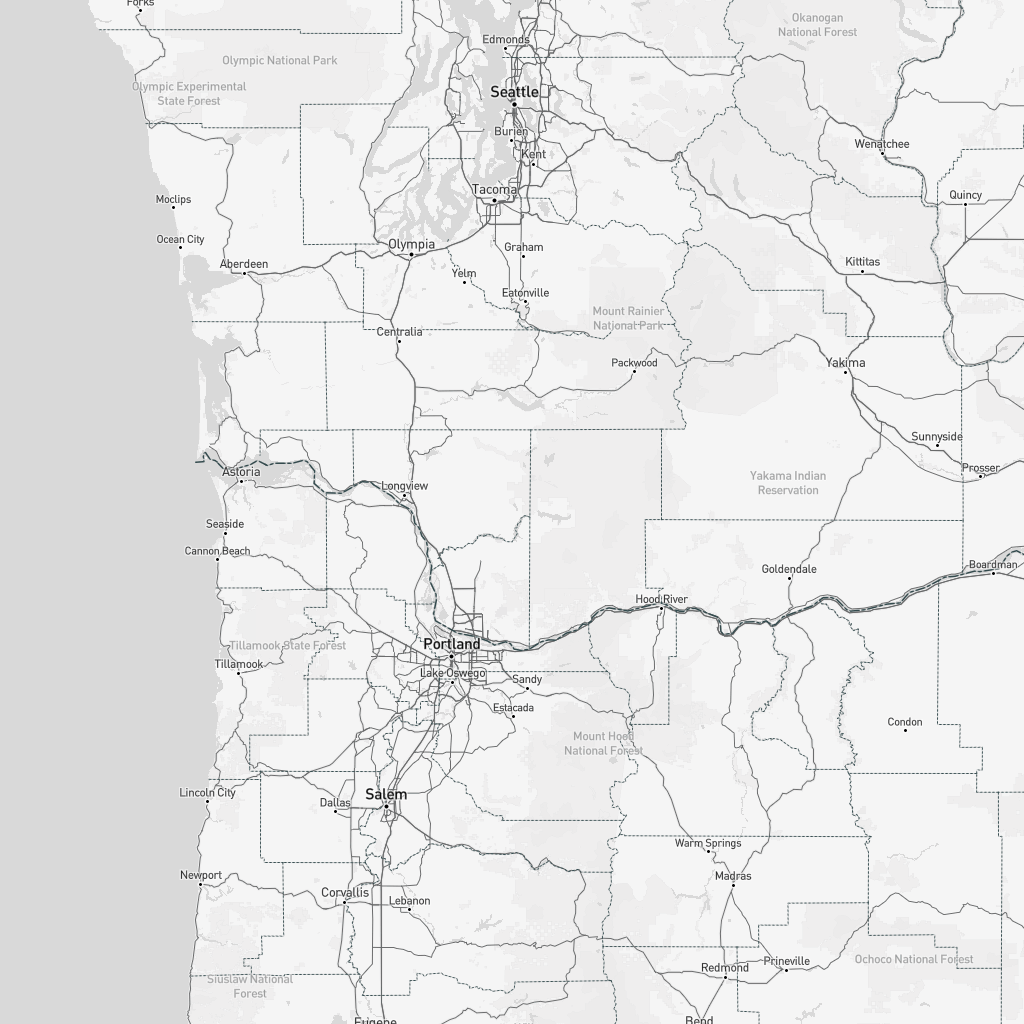 Forks
Okanogan
National Forest
Edmonds
Olympic National Park
Olympic Experimental
State Forest
Seattle
Burien
Wenatchee
Kent
Tacoma
Quincy
Moclips
Ocean City
Olympia
Graham
Aberdeen
Kittitas
Yelm
Eatonville
Mount Rainier
National Park
Centralia
Packwood
Yakima
Sunnyside
Prosser
Astoria
Yakama Indian
Reservation
Longview
Seaside
Cannon Beach
Boardman
Goldendale
Hood River
Portland
Tillamook State Forest
Tillamook
Lake Oswego
Sandy
Estacada
Condon
Mount Hood
National Forest
Lincoln City
Dallas
Salem
Warm Springs
Newport
Madras
Corvallis
Lebanon
Ochoco National Forest
Prineville
Redmond
Siuslaw National
Forest
Eugene
Bend